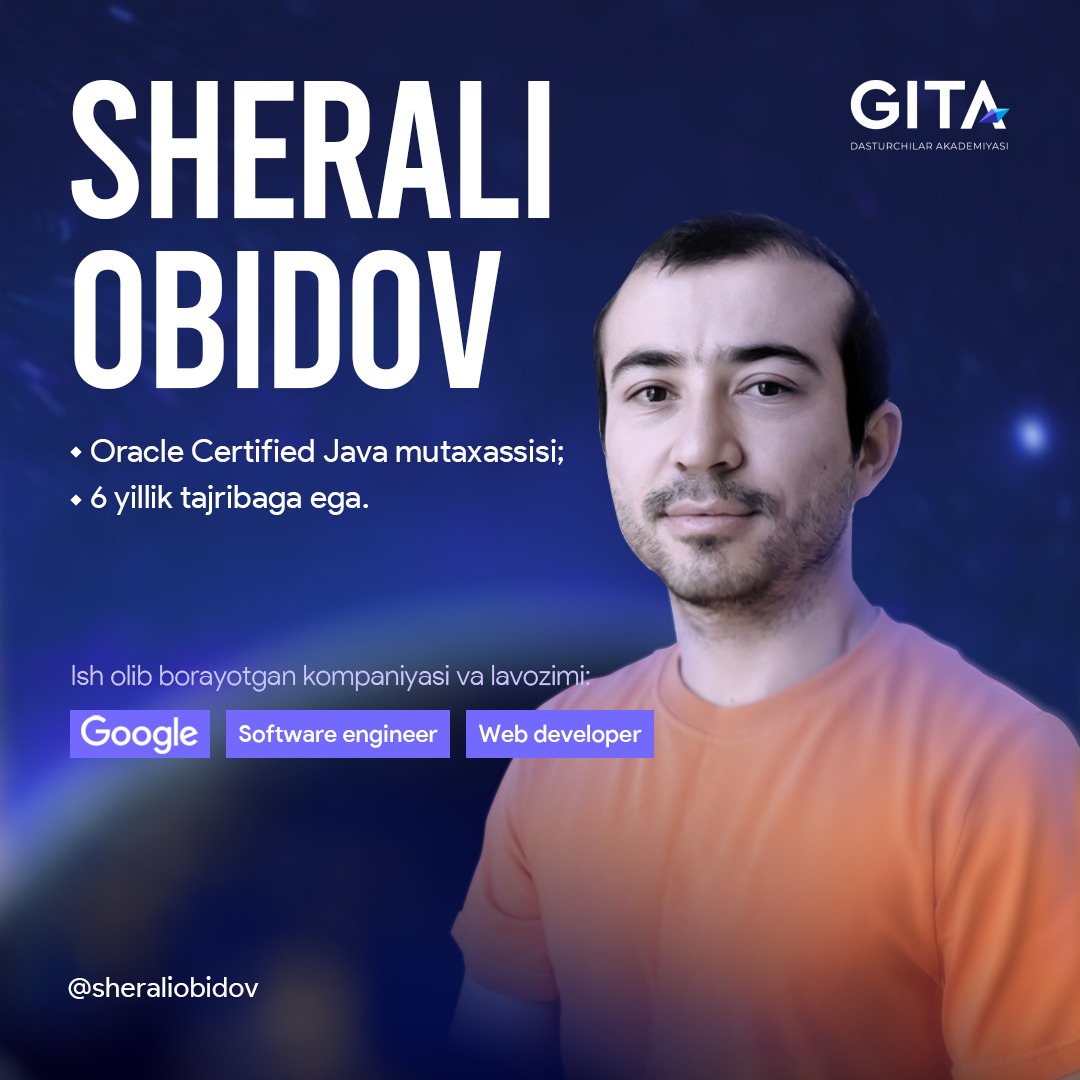 SHERALI
OBIDOV
GITA
DASTURCHILAR AKADEMIYASI
◆ Oracle Certified Java mutaxassisi;
◆ 6 yillik tajribaga ega.
Ish olib borayotgan kompaniyasi va lavozimi:
Google Software engineer Web developer
@sheraliobidov